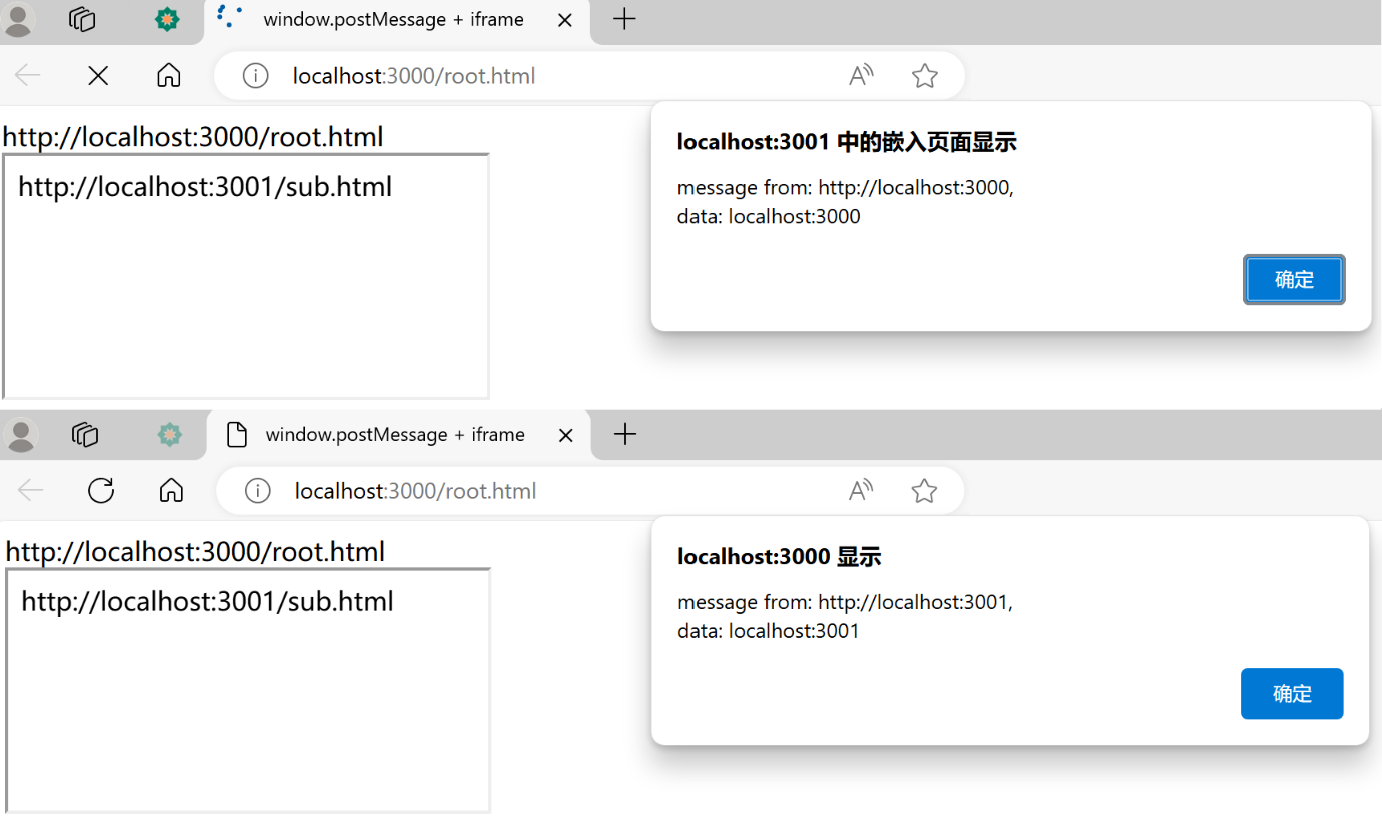 window.postMessage + iframe
localhost:3000/root.html
http://localhost:3000/root.html
http://localhost:3001/sub.html
localhost:3001 中的嵌入页面显示
message from: http://localhost:3000,
data: localhost:3000
确定
window.postMessage + iframe
localhost:3000/root.html
http://localhost:3000/root.html
http://localhost:3001/sub.html
localhost:3000 显示
message from: http://localhost:3001,
data: localhost:3001
确定